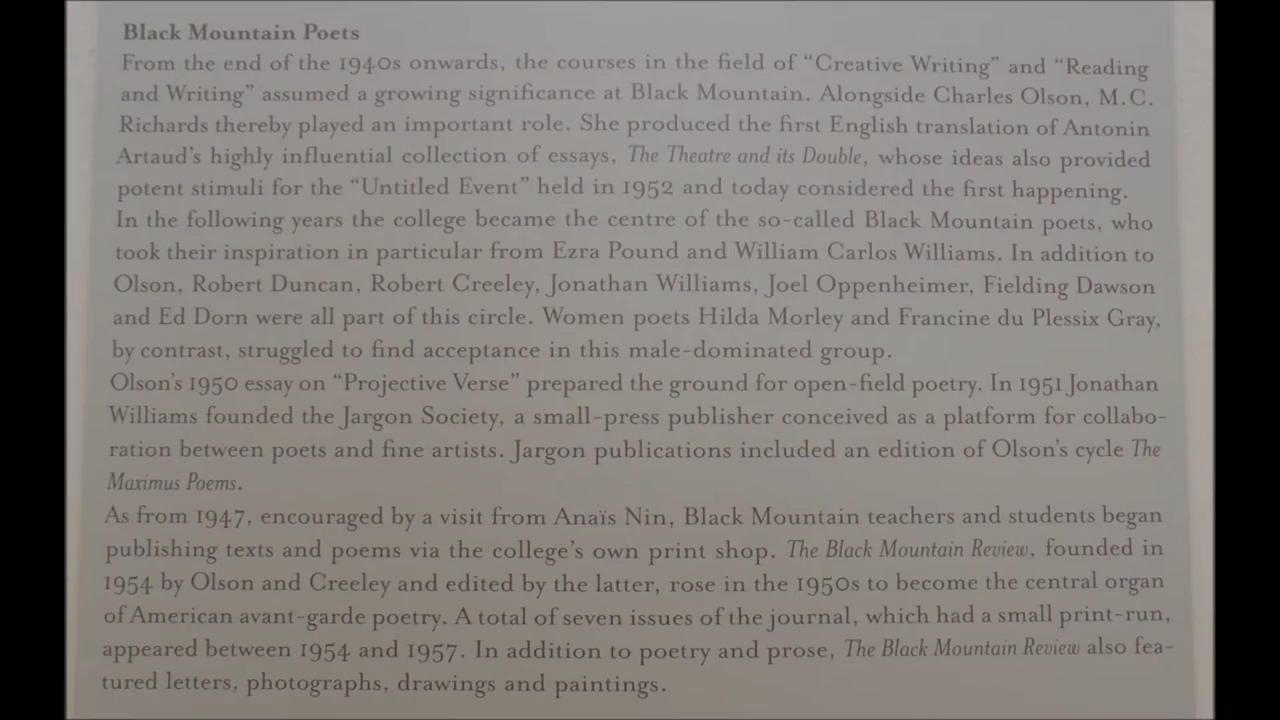 Black Mountain Poets
From the end of the 1940s onwards, the courses in the field of “Creative Writing” and “Reading
and Writing” assumed a growing significance at Black Mountain. Alongside Charles Olson, M.C.
Richards thereby played an important role. She produced the first English translation of Antonin
Artaud’s highly influential collection of essays, The Theatre and its Double, whose ideas also provided
potent stimuli for the “Untitled Event” held in 1952 and today considered the first happening.
In the following years the college became the centre of the so-called Black Mountain poets, who
took their inspiration in particular from Ezra Pound and William Carlos Williams. In addition to
Olson, Robert Duncan, Robert Creeley, Jonathan Williams, Joel Oppenheimer, Fielding Dawson
and Ed Dorn were all part of this circle. Women poets Hilda Morley and Francine du Plessix Gray,
by contrast, struggled to find acceptance in this male-dominated group.
Olson’s 1950 essay on “Projective Verse” prepared the ground for open-field poetry. In 1951 Jonathan
Williams founded the Jargon Society, a small-press publisher conceived as a platform for collabo-
ration between poets and fine artists. Jargon publications included an edition of Olson’s cycle The
Maximus Poems.
As from 1947, encouraged by a visit from Anaïs Nin, Black Mountain teachers and students began
publishing texts and poems via the college’s own print shop. The Black Mountain Review, founded in
1954 by Olson and Creeley and edited by the latter, rose in the 1950s to become the central organ
of American avant-garde poetry. A total of seven issues of the journal, which had a small print-run,
appeared between 1954 and 1957. In addition to poetry and prose, The Black Mountain Review also fea-
tured letters, photographs, drawings and paintings.